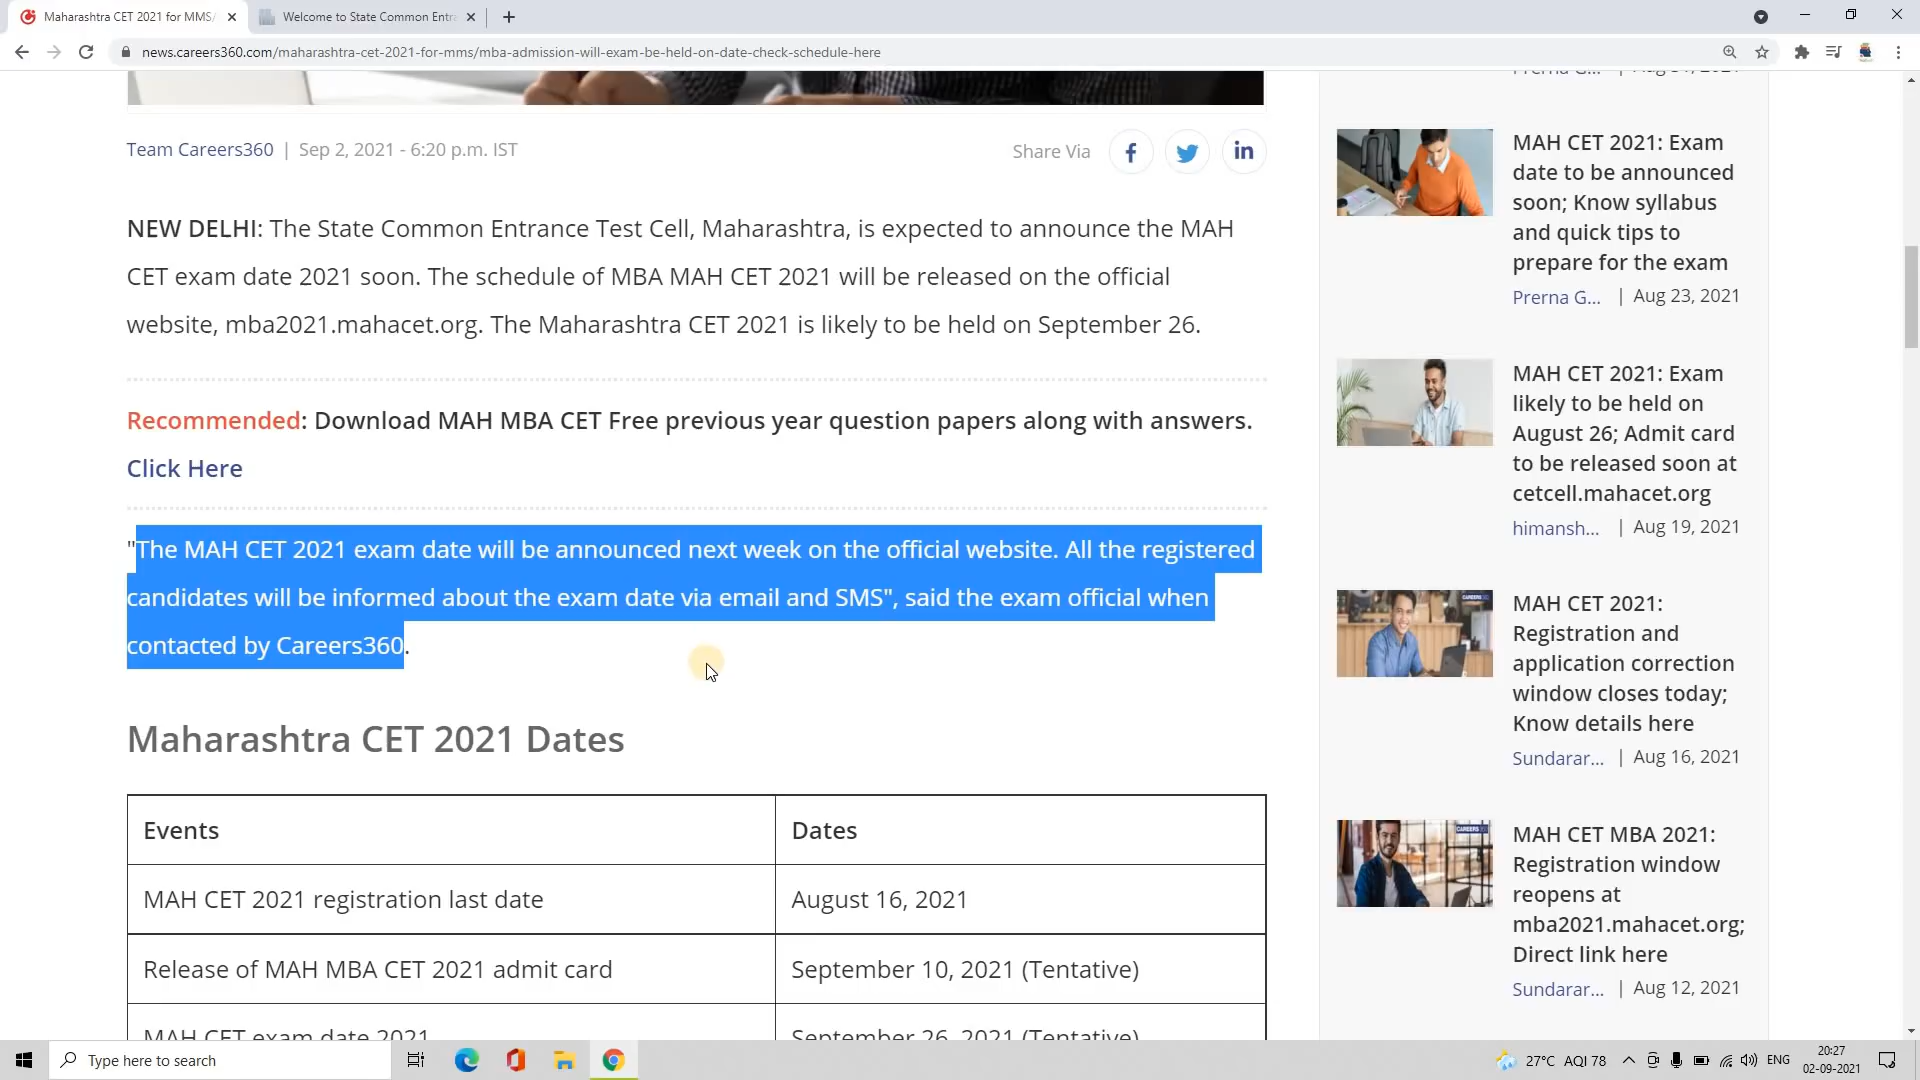 Maharashtra CET 2021 for MMS/
Welcome to State Common Entr
news.careers360.com/maharashtra-cet-2021-for-mms/mba-admission-will-exam-be-held-on-date-check-schedule-here
Team Careers360 | Sep 2, 2021 - 6:20 p.m. IST
Share Via
NEW DELHI: The State Common Entrance Test Cell, Maharashtra, is expected to announce the MAH
CET exam date 2021 soon. The schedule of MBA MAH CET 2021 will be released on the official
website, mba2021.mahacet.org. The Maharashtra CET 2021 is likely to be held on September 26.
Recommended: Download MAH MBA CET Free previous year question papers along with answers.
Click Here
"The MAH CET 2021 exam date will be announced next week on the official website. All the registered
candidates will be informed about the exam date via email and SMS", said the exam official when
contacted by Careers360.
Maharashtra CET 2021 Dates
Events Dates
MAH CET 2021 registration last date August 16, 2021
Release of MAH MBA CET 2021 admit card September 10, 2021 (Tentative)
MAH CET exam date 2021 September 26, 2021 (Tentative)
MAH CET 2021: Exam
date to be announced
soon; Know syllabus
and quick tips to
prepare for the exam
Prerna G... | Aug 23, 2021
MAH CET 2021: Exam
likely to be held on
August 26; Admit card
to be released soon at
cetcell.mahacet.org
himansh... | Aug 19, 2021
MAH CET 2021:
Registration and
application correction
window closes today;
Know details here
Sundarar... | Aug 16, 2021
MAH CET MBA 2021:
Registration window
reopens at
mba2021.mahacet.org;
Direct link here
Sundarar... | Aug 12, 2021
Type here to search
27°C AQI 78
ENG
20:27
02-09-2021